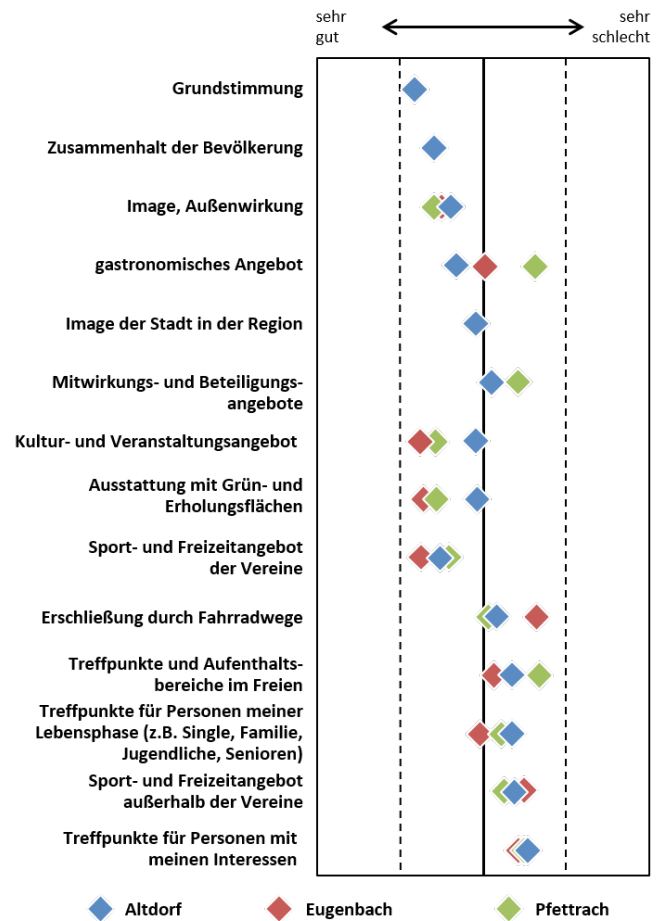 sehr
gut
sehr
schlecht
Grundstimmung
Zusammenhalt der Bevölkerung
Image, Außenwirkung
gastronomisches Angebot
Image der Stadt in der Region
Mitwirkungs- und Beteiligungs-
angebote
Kultur- und Veranstaltungsangebot
Ausstattung mit Grün- und
Erholungsflächen
Sport- und Freizeitangebot
der Vereine
Erschließung durch Fahrradwege
Treffpunkte und Aufenthalts-
bereiche im Freien
Treffpunkte für Personen meiner
Lebensphase (z.B. Single, Familie,
Jugendliche, Senioren)
Sport- und Freizeitangebot
außerhalb der Vereine
Treffpunkte für Personen mit
meinen Interessen
Altdorf
Eugenbach
Pfettrach